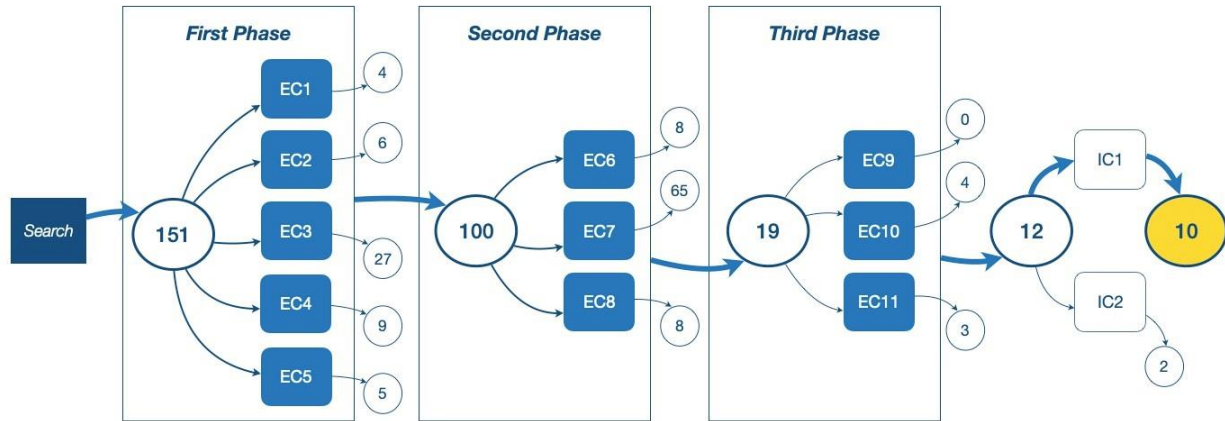 First Phase
Second Phase
Third Phase
Search
151
EC1
4
EC2
6
EC3
27
EC4
9
EC5
5
100
EC6
8
EC7
65
EC8
8
19
EC9
0
EC10
4
EC11
3
12
IC1
10
IC2
2